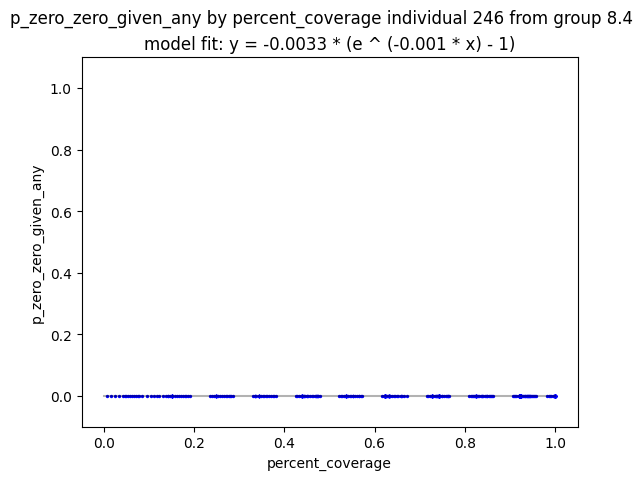 p_zero_zero_given_any by percent_coverage individual 246 from group 8.4
model fit: y = -0.0033 * (e ^ (-0.001 * x) - 1)
p_zero_zero_given_any
1.0
0.8
0.6
0.4
0.2
0.0
0.0 0.2 0.4 0.6 0.8 1.0
percent_coverage